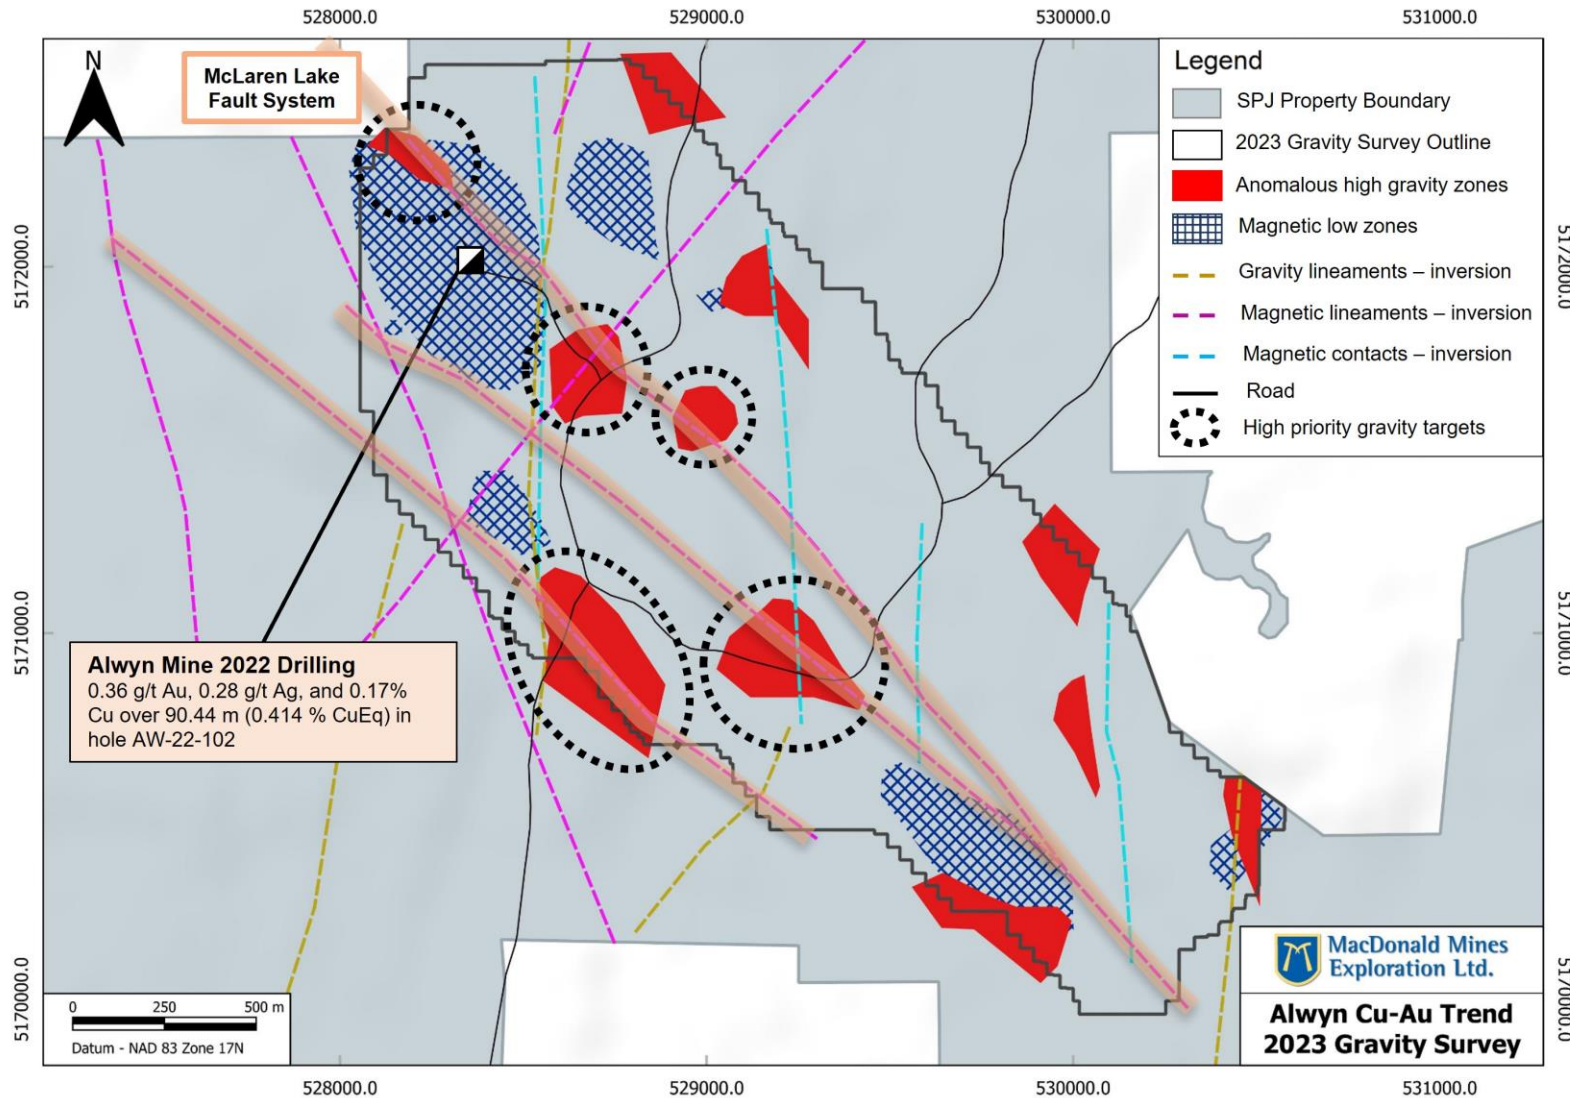 528000.0
529000.0
530000.0
531000.0
N
McLaren Lake
Fault System
Legend
SPJ Property Boundary
2023 Gravity Survey Outline
Anomalous high gravity zones
Magnetic low zones
Gravity lineaments – inversion
Magnetic lineaments – inversion
Magnetic contacts – inversion
Road
High priority gravity targets
5172000.0
5172000.0
5171000.0
5171000.0
Alwyn Mine 2022 Drilling
0.36 g/t Au, 0.28 g/t Ag, and 0.17%
Cu over 90.44 m (0.414 % CuEq) in
hole AW-22-102
5170000.0
5170000.0
0 250 500 m
Datum - NAD 83 Zone 17N
MacDonald Mines
Exploration Ltd.
Alwyn Cu-Au Trend
2023 Gravity Survey
528000.0
529000.0
530000.0
531000.0